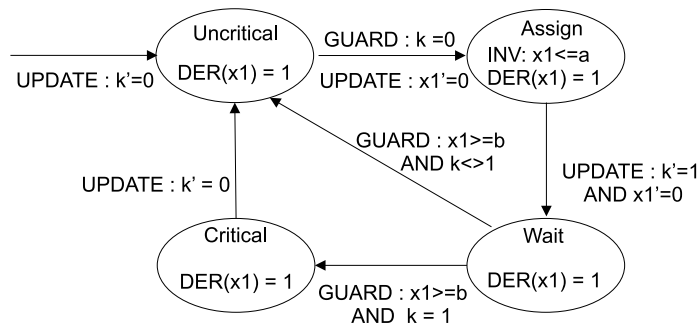 Uncritical
DER(x1) = 1
UPDATE : k'=0
GUARD : k =0
UPDATE : x1'=0
Assign
INV: x1<=a
DER(x1) = 1
GUARD : x1>=b
AND k<>1
UPDATE : k'=1
AND x1'=0
UPDATE : k' = 0
Critical
DER(x1) = 1
GUARD : x1>=b
AND k = 1
Wait
DER(x1) = 1